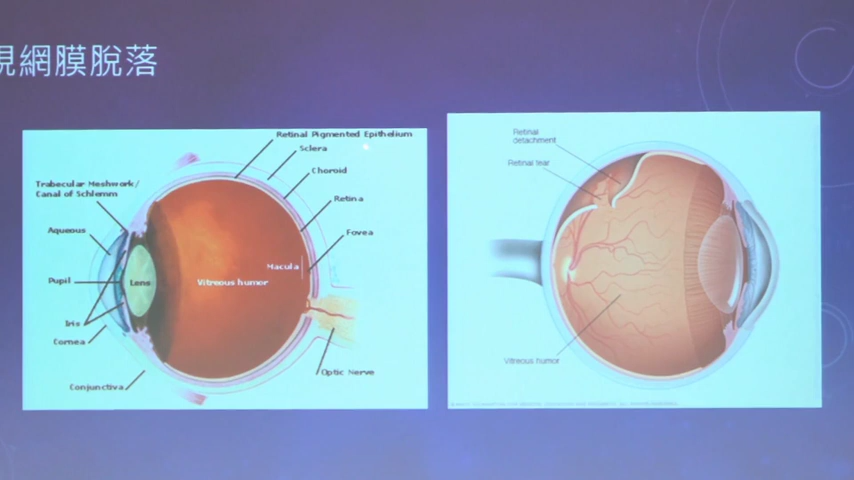 視網膜脫落
Retinal Pigmented Epithelium
Sclera
Choroid
Trabecular Meshwork/
Canal of Schlemm
Retina
Aqueous
Fovea
Macula
Pupil
Lens
Vitreous humor
Iris
Cornea
Optic Nerve
Conjunctiva
Retinal
detachment
Retinal tear
Vitreous humor